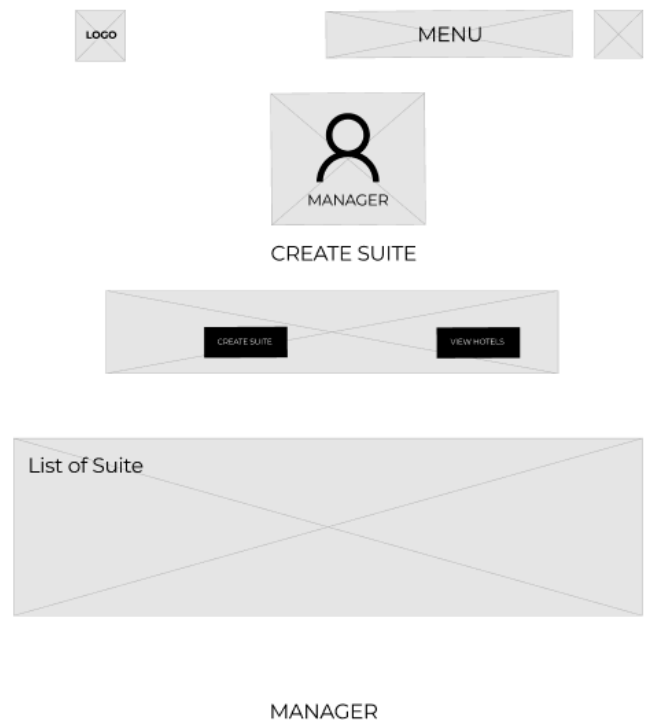 LOGO
MENU
MANAGER
CREATE SUITE
CREATE SUITE
VIEW HOTELS
List of Suite
MANAGER